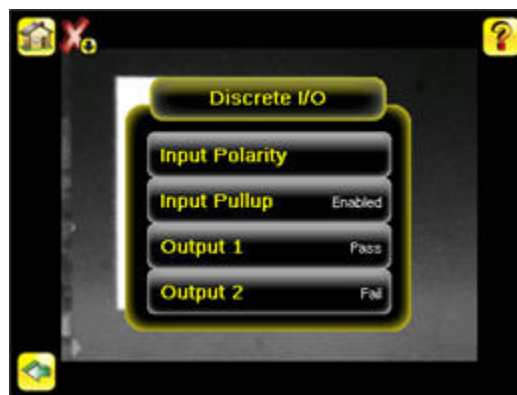 Discrete I/O
Input Polarity
Input Pullup Enabled
Output 1 Pass
Output 2 Fail